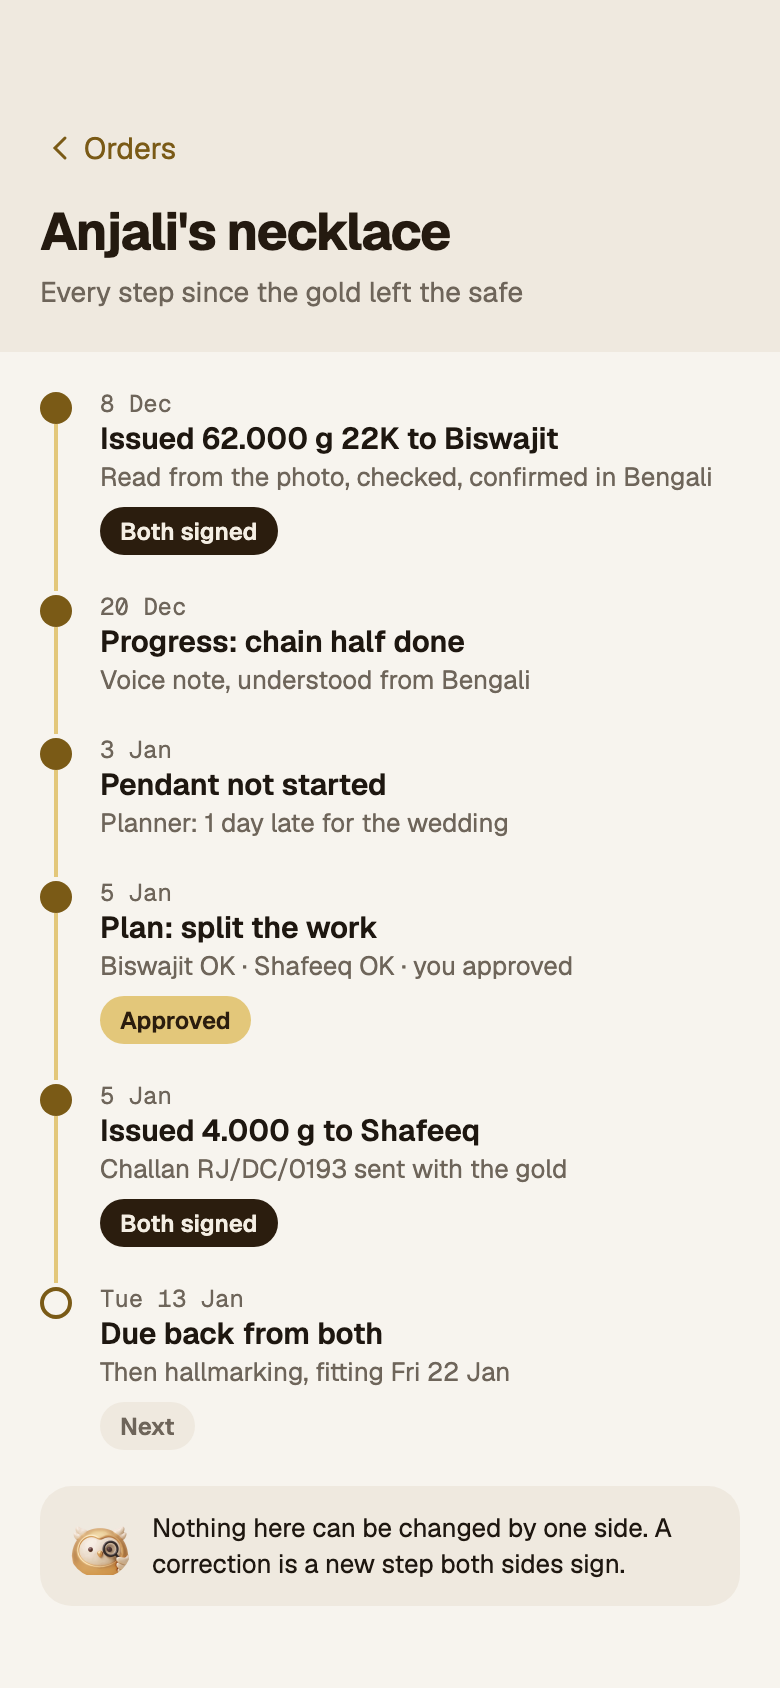 Orders
Anjali's necklace
Every step since the gold left the safe
8 Dec
Issued 62.000 g 22K to Biswajit
Read from the photo, checked, confirmed in Bengali
Both signed
20 Dec
Progress: chain half done
Voice note, understood from Bengali
3 Jan
Pendant not started
Planner: 1 day late for the wedding
5 Jan
Plan: split the work
Biswajit OK · Shafeeq OK · you approved
Approved
5 Jan
Issued 4.000 g to Shafeeq
Challan RJ/DC/0193 sent with the gold
Both signed
Tue 13 Jan
Due back from both
Then hallmarking, fitting Fri 22 Jan
Next
Nothing here can be changed by one side. A
correction is a new step both sides sign.